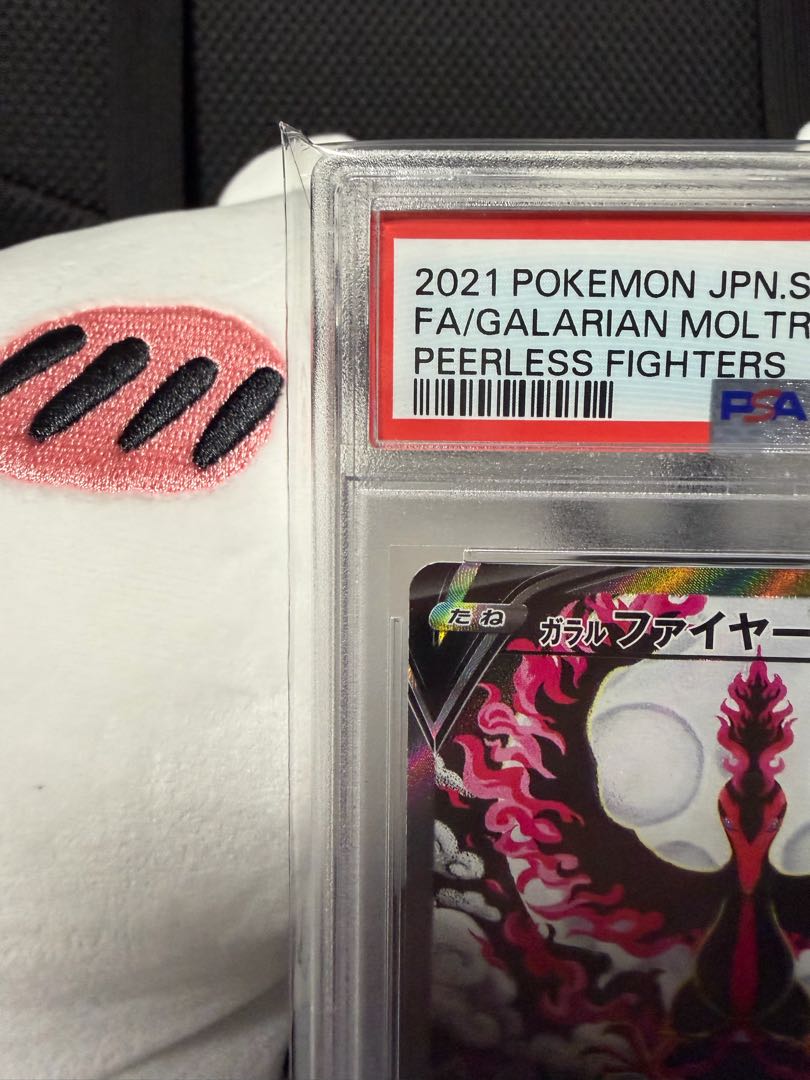 2021 POKEMON JPN.S
FA/GALARIAN MOLTR
PEERLESS FIGHTERS
PSA
たね
ガラル ファイヤー